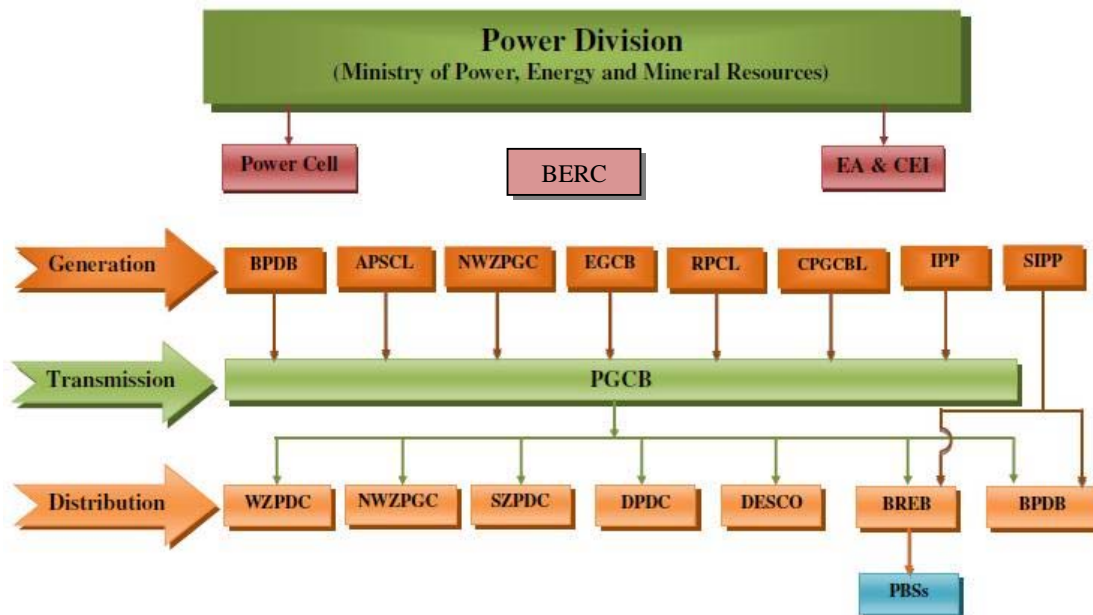 Power Division
(Ministry of Power, Energy and Mineral Resources)
Power Cell
BERC
EA & CEI
Generation
BPDB
APSCL
NWZPGC
EGCB
RPCL
CPGCBL
IPP
SIPP
Transmission
PGCB
Distribution
WZPDC
NWZPGC
SZPDC
DPDC
DESCO
BREB
BPDB
PBSs